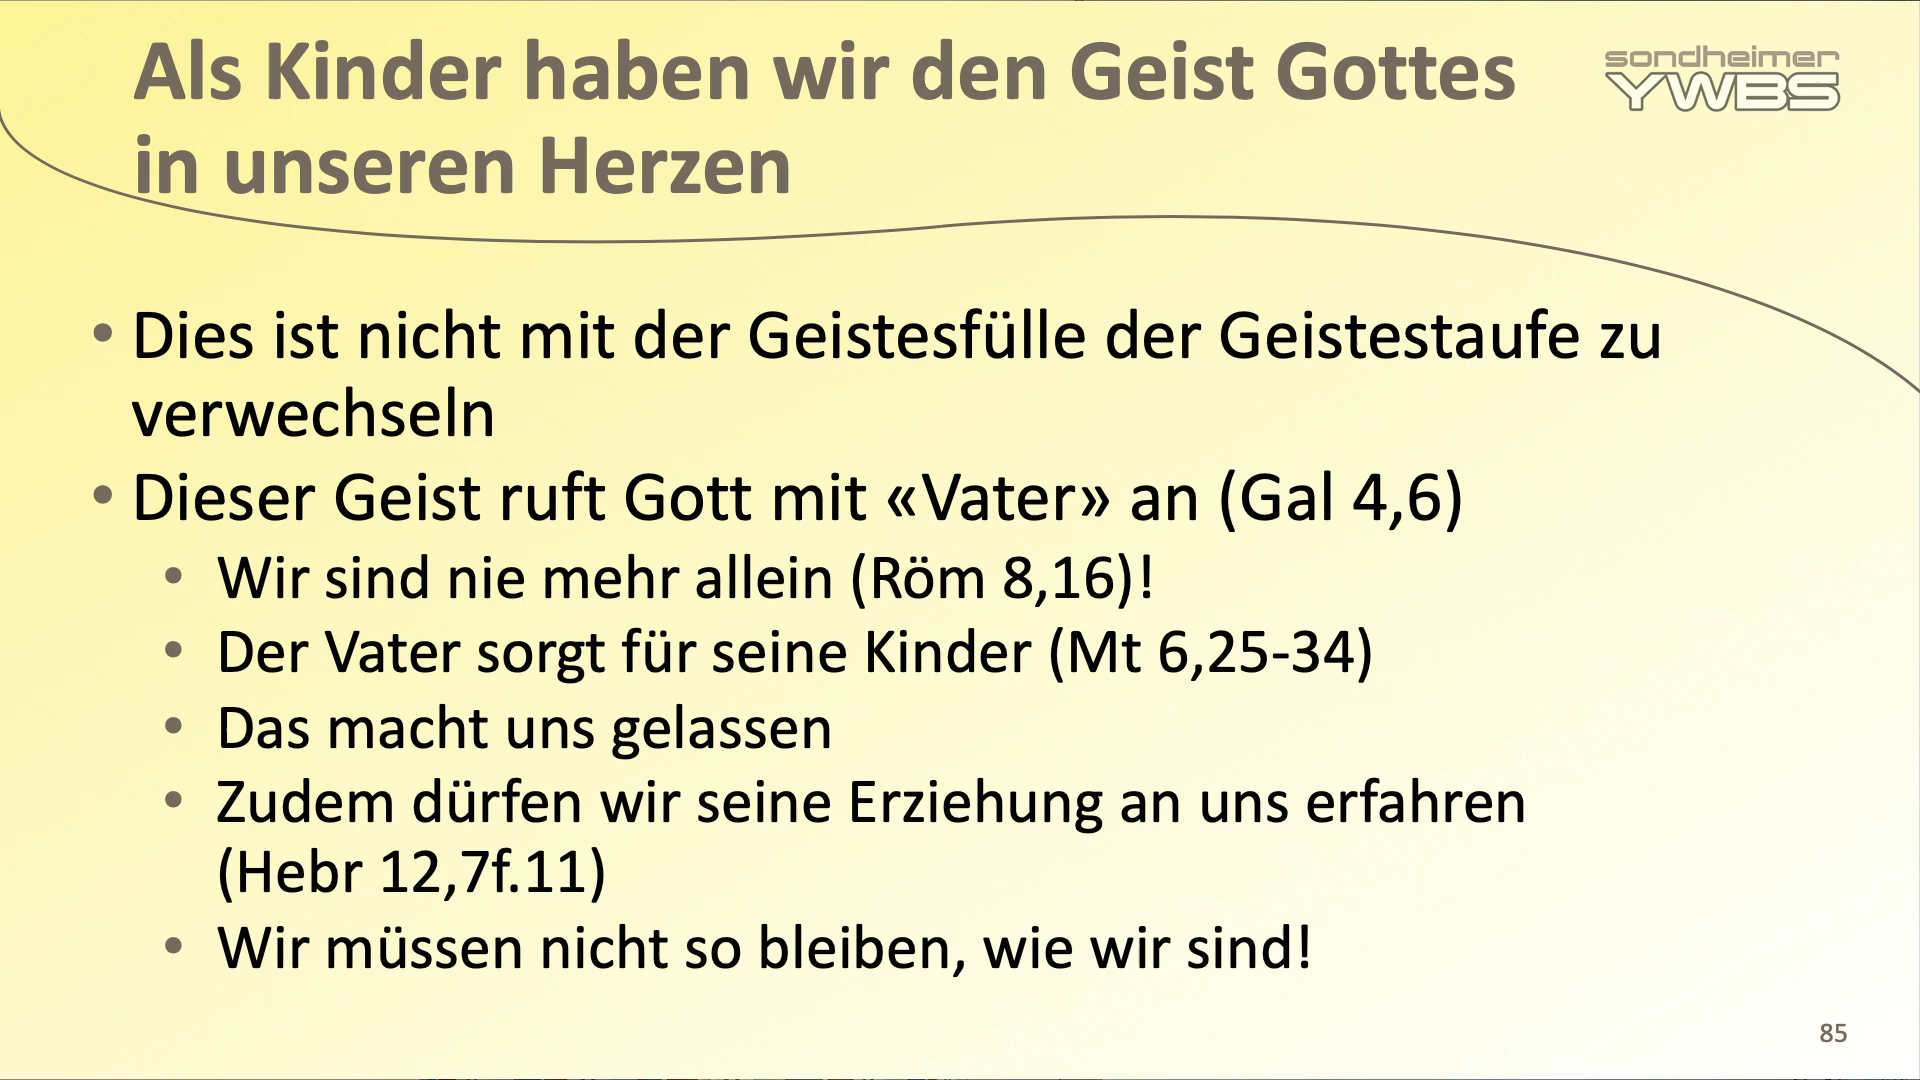 Als Kinder haben wir den Geist Gottes
in unseren Herzen
sondheimer
YWBS
• Dies ist nicht mit der Geistesfülle der Geistestaufe zu
verwechseln
• Dieser Geist ruft Gott mit «Vater» an (Gal 4,6)
• Wir sind nie mehr allein (Röm 8,16)!
• Der Vater sorgt für seine Kinder (Mt 6,25-34)
• Das macht uns gelassen
• Zudem dürfen wir seine Erziehung an uns erfahren
(Hebr 12,7f.11)
• Wir müssen nicht so bleiben, wie wir sind!
85